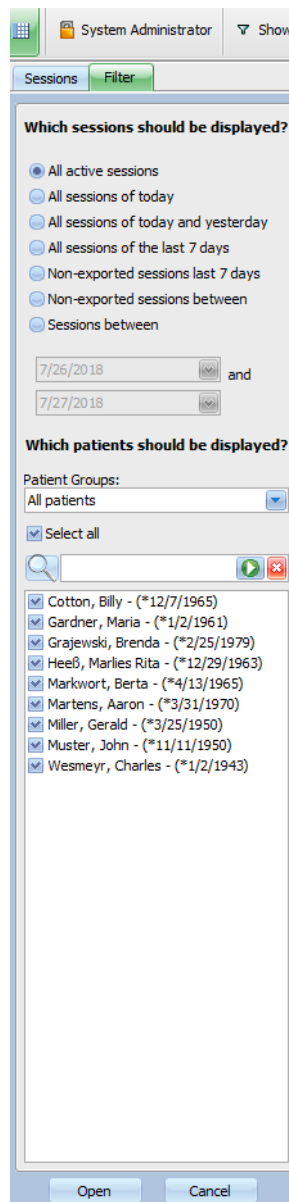 System Administrator Show
Sessions Filter
Which sessions should be displayed?
All active sessions
All sessions of today
All sessions of today and yesterday
All sessions of the last 7 days
Non-exported sessions last 7 days
Non-exported sessions between
Sessions between
7/26/2018 and
7/27/2018
Which patients should be displayed?
Patient Groups:
All patients
Select all
Cotton, Billy - (*12/7/1965)
Gardner, Maria - (*1/2/1961)
Grajewski, Brenda - (*2/25/1979)
Heeß, Marlies Rita - (*12/29/1963)
Markwort, Berta - (*4/13/1965)
Martens, Aaron - (*3/31/1970)
Miller, Gerald - (*3/25/1950)
Muster, John - (*11/11/1950)
Wesmeyr, Charles - (*1/2/1943)
Open Cancel